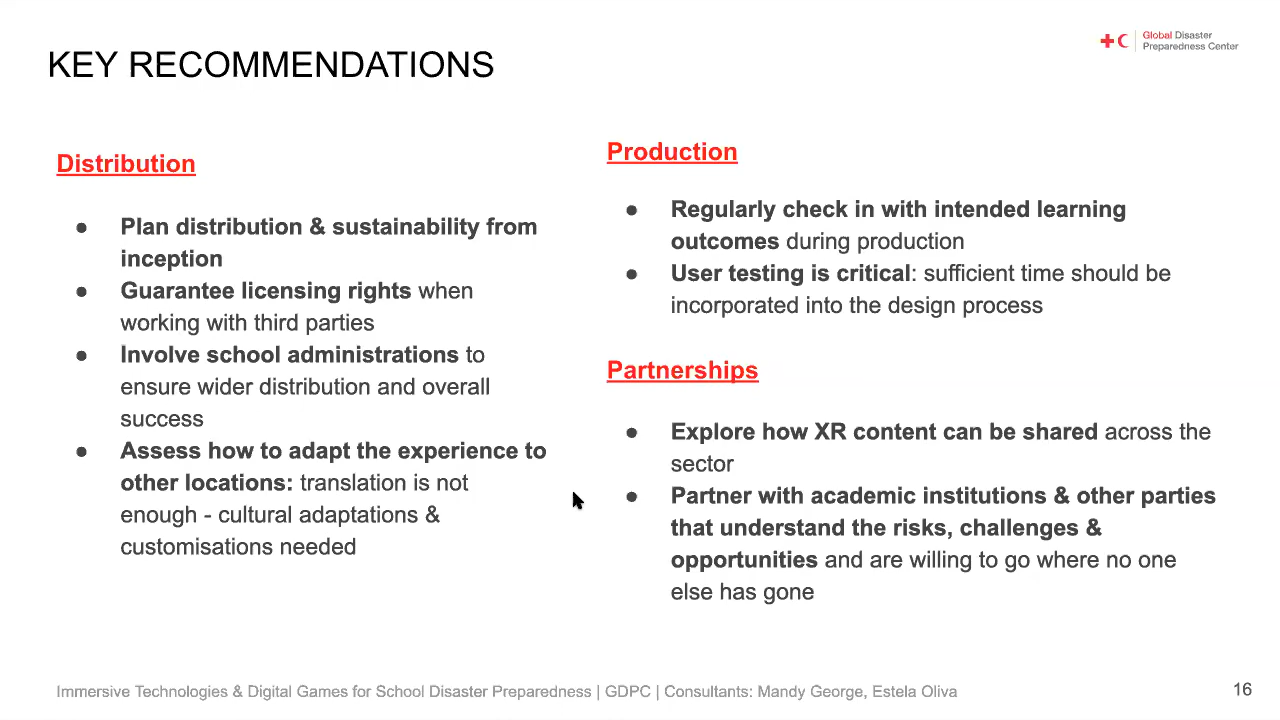 KEY RECOMMENDATIONS
Global Disaster
Preparedness Center
Distribution
● Plan distribution & sustainability from
inception
● Guarantee licensing rights when
working with third parties
● Involve school administrations to
ensure wider distribution and overall
success
● Assess how to adapt the experience to
other locations: translation is not
enough - cultural adaptations &
customisations needed
Production
● Regularly check in with intended learning
outcomes during production
● User testing is critical: sufficient time should be
incorporated into the design process
Partnerships
● Explore how XR content can be shared across the
sector
● Partner with academic institutions & other parties
that understand the risks, challenges &
opportunities and are willing to go where no one
else has gone
Immersive Technologies & Digital Games for School Disaster Preparedness | GDPC | Consultants: Mandy George, Estela Oliva
16